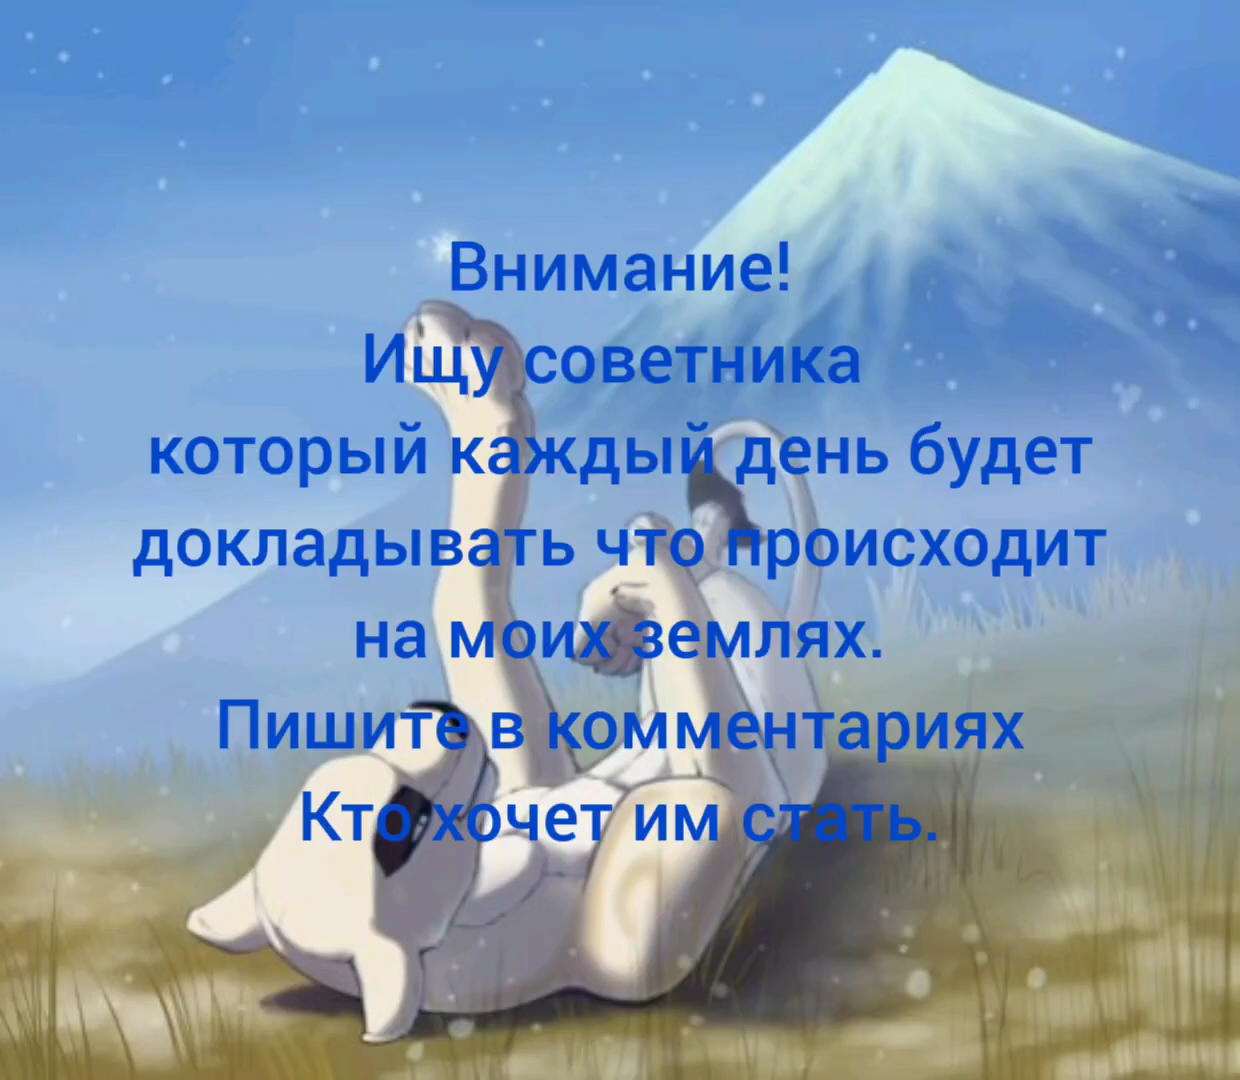 Внимание!
Ищу советника
который каждый день будет
докладывать что происходит
на моих землях.
Пишите в комментариях
Кто хочет им стать.